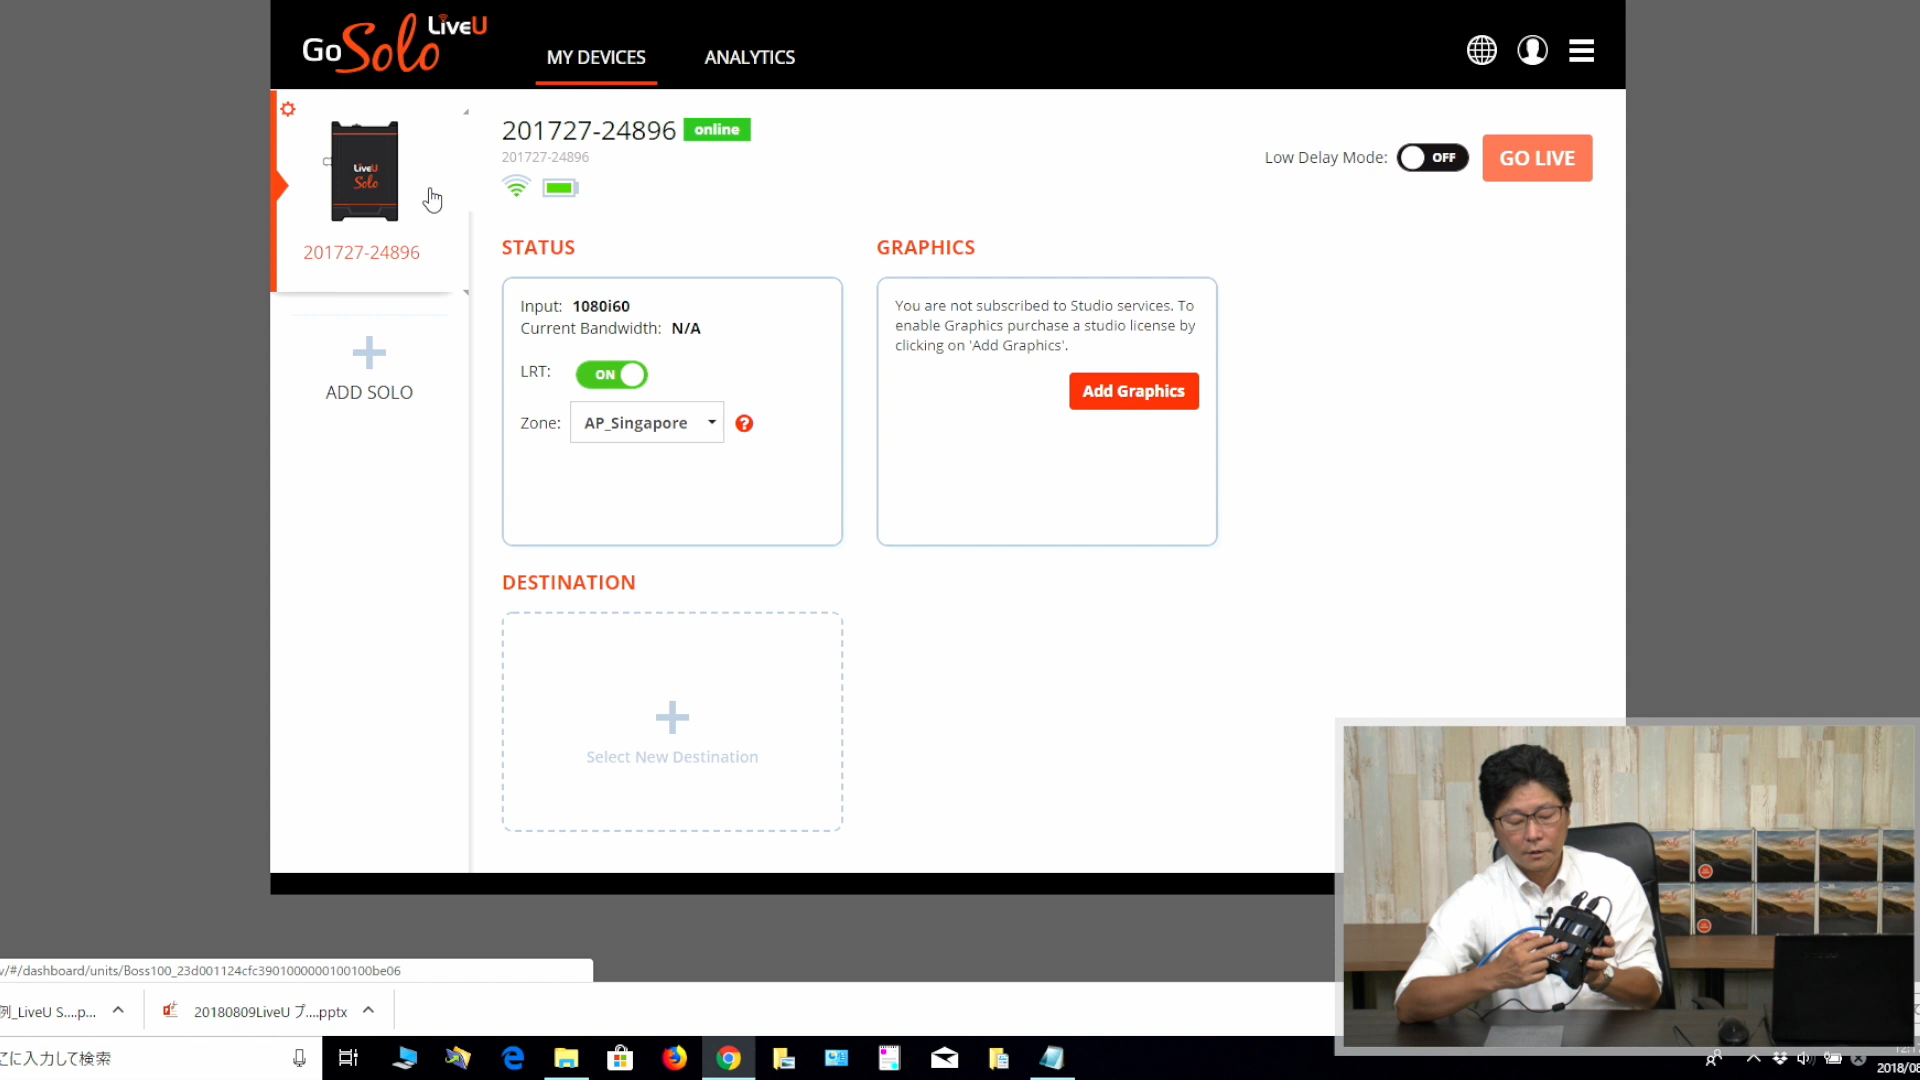 Go Solo LiveU
MY DEVICES
ANALYTICS
LiveU
Solo
201727-24896
ADD SOLO
201727-24896 online
201727-24896
Low Delay Mode: OFF
GO LIVE
STATUS
Input: 1080i60
Current Bandwidth: N/A
LRT: ON
Zone: AP_Singapore
?
GRAPHICS
You are not subscribed to Studio services. To
enable Graphics purchase a studio license by
clicking on 'Add Graphics'.
Add Graphics
DESTINATION
Select New Destination
/#/dashboard/units/Boss100_23d001124cfc3901000000100100be06
例_LiveU S....p...
20180809LiveU プ....pptx
に入力して検索
2018/08